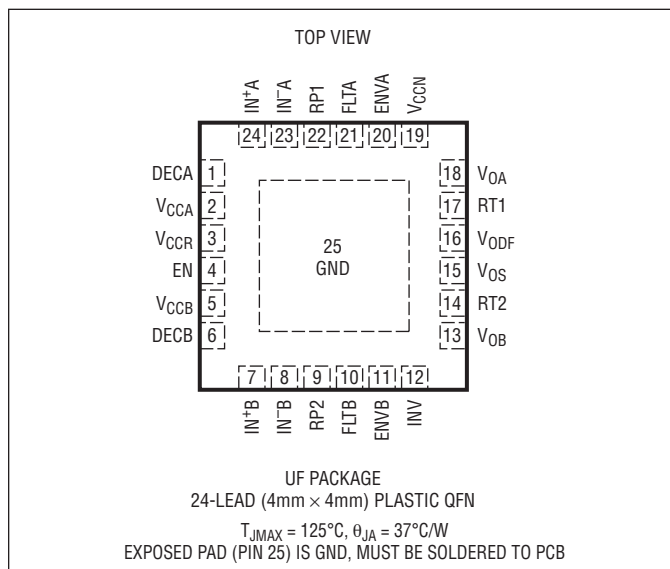 TOP VIEW
IN⁺A
IN⁻A
RP1
FLTA
ENVA
VCCN
24 23 22 21 20 19
DECA 1
VCCA 2
VCCR 3
EN 4
VCCB 5
DECB 6
25
GND
18 VOA
17 RT1
16 VODF
15 VOS
14 RT2
13 VOB
7 8 9 10 11 12
IN⁺B
IN⁻B
RP2
FLTB
ENVB
INV
UF PACKAGE
24-LEAD (4mm × 4mm) PLASTIC QFN
TJMAX = 125°C, θJA = 37°C/W
EXPOSED PAD (PIN 25) IS GND, MUST BE SOLDERED TO PCB